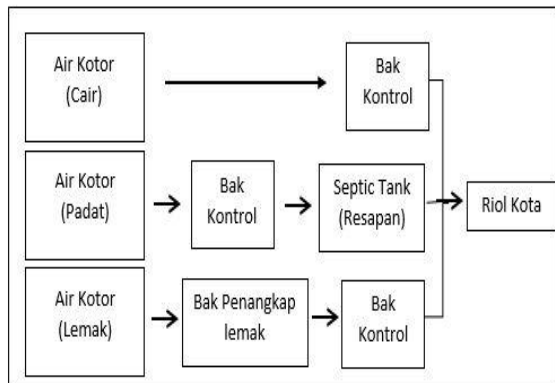 Air Kotor
(Cair)
Bak
Kontrol
Air Kotor
(Padat)
Bak
Kontrol
Septic Tank
(Resapan)
Riol Kota
Air Kotor
(Lemak)
Bak Penangkap
lemak
Bak
Kontrol